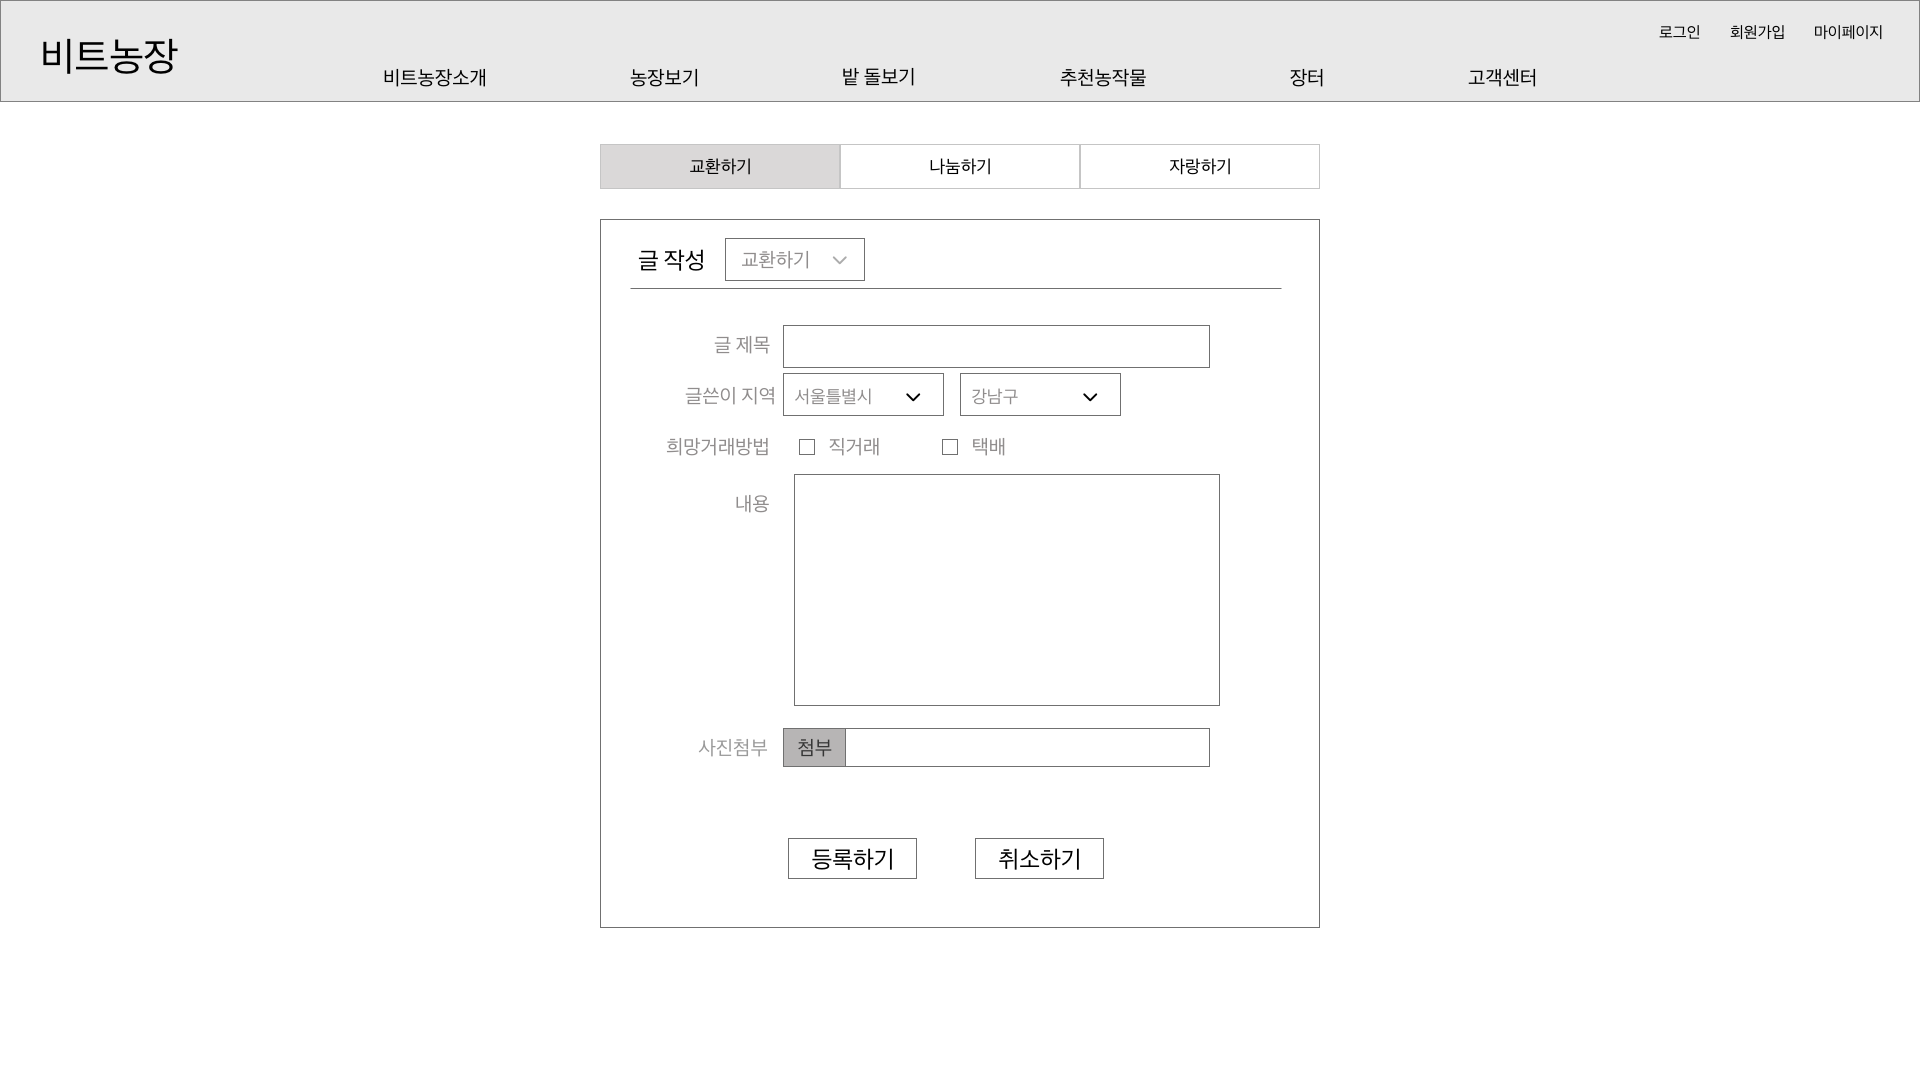 로그인 회원가입 마이페이지
비트농장
비트농장소개 농장보기 밭 돌보기 추천농작물 장터 고객센터
교환하기 나눔하기 자랑하기
글 작성 교환하기
글 제목
글쓴이 지역 서울특별시 강남구
희망거래방법 직거래 택배
내용
사진첨부 첨부
등록하기 취소하기